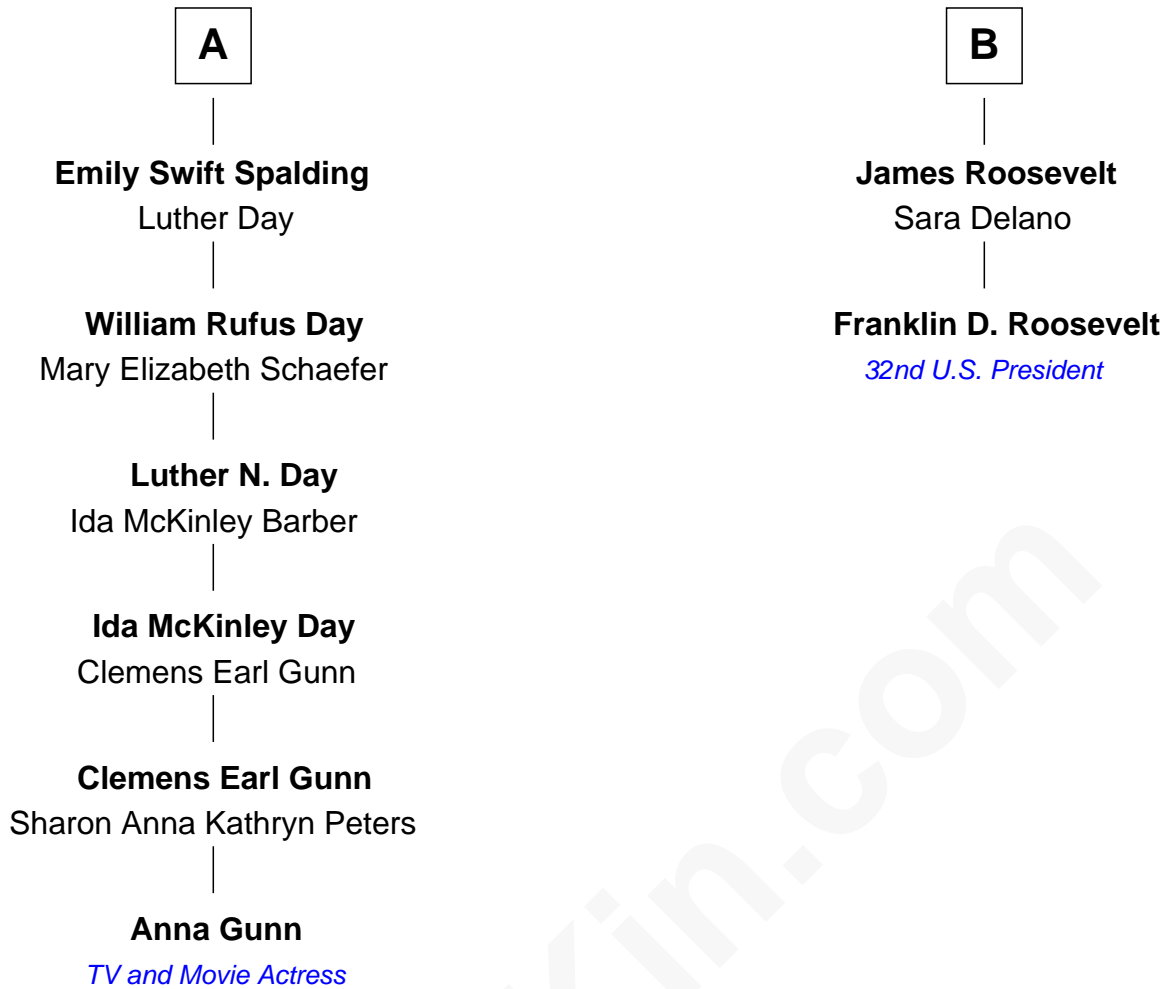 A
Emily Swift Spalding
Luther Day
William Rufus Day
Mary Elizabeth Schaefer
Luther N. Day
Ida McKinley Barber
Ida McKinley Day
Clemens Earl Gunn
Clemens Earl Gunn
Sharon Anna Kathryn Peters
Anna Gunn
TV and Movie Actress
B
James Roosevelt
Sara Delano
Franklin D. Roosevelt
32nd U.S. President
Kin.com